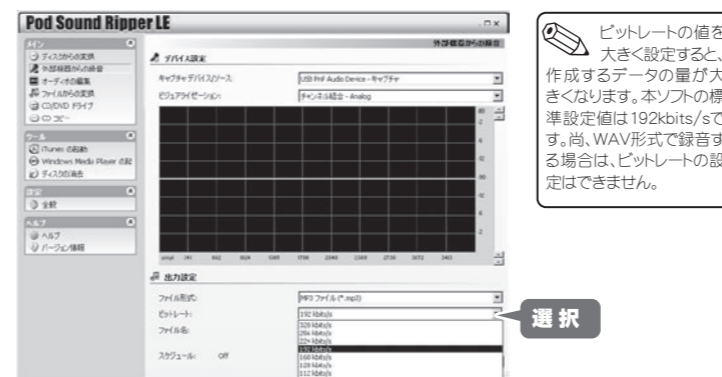 Pod Sound Ripper LE
外部機器からの録音
メイン
ディスクからの変換
外部機器からの録音
オーディオの編集
ファイルからの変換
CD/DVD ドライブ
CD コピー
ツール
iTunes の起動
Windows Media Player の起
ディスクの消去
設定
全般
ヘルプ
ヘルプ
バージョン情報
デバイス設定
キャプチャデバイス/ソース:
USB PnP Audio Device - キャプチャ
ビジュアライゼーション:
チャンネル結合 - Analog
出力設定
ファイル形式:
MP3 ファイル (*.mp3)
ビットレート:
192 kbits/s
ファイル名:
320 kbits/s
256 kbits/s
224 kbits/s
192 kbits/s
160 kbits/s
128 kbits/s
112 kbits/s
スケジュール: Off
選択
ビットレートの値を
大きく設定すると、
作成するデータの量が大
きくなります。本ソフトの標
準設定値は192kbits/sで
す。尚、WAV形式で録音す
る場合は、ビットレートの設
定はできません。